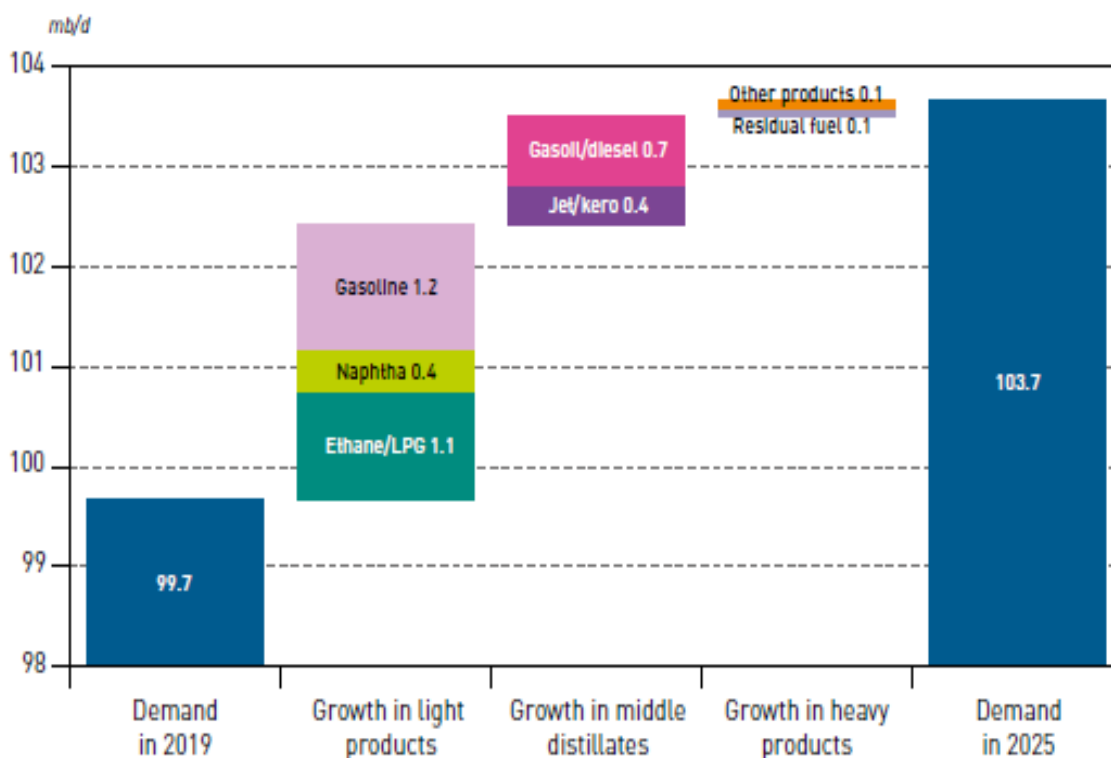 mb/d
104
103
102
101
100
99
98
99.7
Gasoline 1.2
Naphtha 0.4
Ethane/LPG 1.1
Gasoil/diesel 0.7
Jet/kero 0.4
Other products 0.1
Residual fuel 0.1
103.7
Demand
in 2019
Growth in light
products
Growth in middle
distillates
Growth in heavy
products
Demand
in 2025